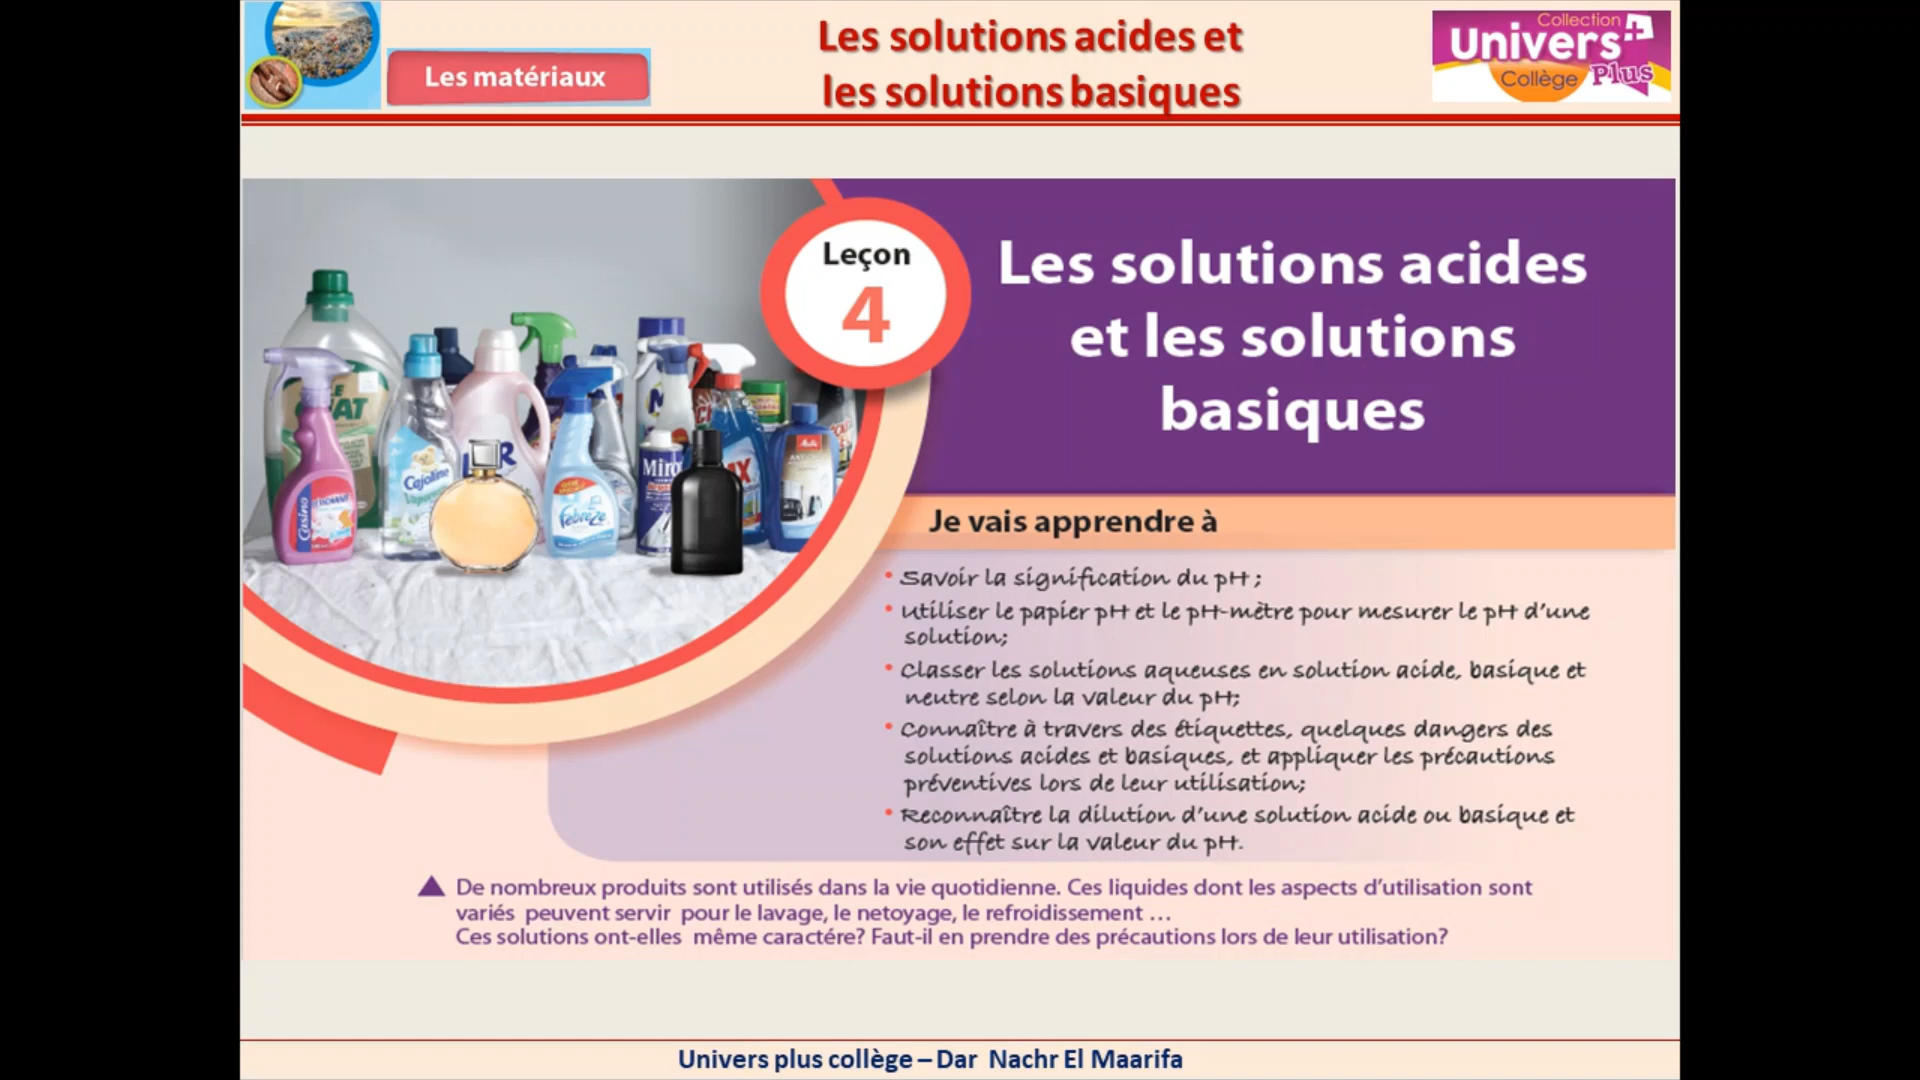 Les matériaux
Les solutions acides et
les solutions basiques
Collection
Univers
Collège Plus
Leçon
4
Les solutions acides
et les solutions
basiques
Cajoline
Casino
febreze
Miro
Melitta
Je vais apprendre à
• Savoir la signification du pH ;
• Utiliser le papier pH et le pH-mètre pour mesurer le pH d'une
solution;
• Classer les solutions aqueuses en solution acide, basique et
neutre selon la valeur du pH;
• Connaître à travers des étiquettes, quelques dangers des
solutions acides et basiques, et appliquer les précautions
préventives lors de leur utilisation;
• Reconnaître la dilution d'une solution acide ou basique et
son effet sur la valeur du pH.
De nombreux produits sont utilisés dans la vie quotidienne. Ces liquides dont les aspects d'utilisation sont
variés peuvent servir pour le lavage, le netoyage, le refroidissement ...
Ces solutions ont-elles même caractére? Faut-il en prendre des précautions lors de leur utilisation?
Univers plus collège – Dar Nachr El Maarifa